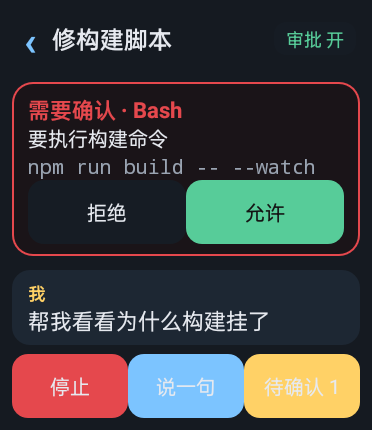 ‹ 修构建脚本 审批 开
需要确认 · Bash
要执行构建命令
npm run build -- --watch
拒绝 允许
我
帮我看看为什么构建挂了
停止 说一句 待确认 1